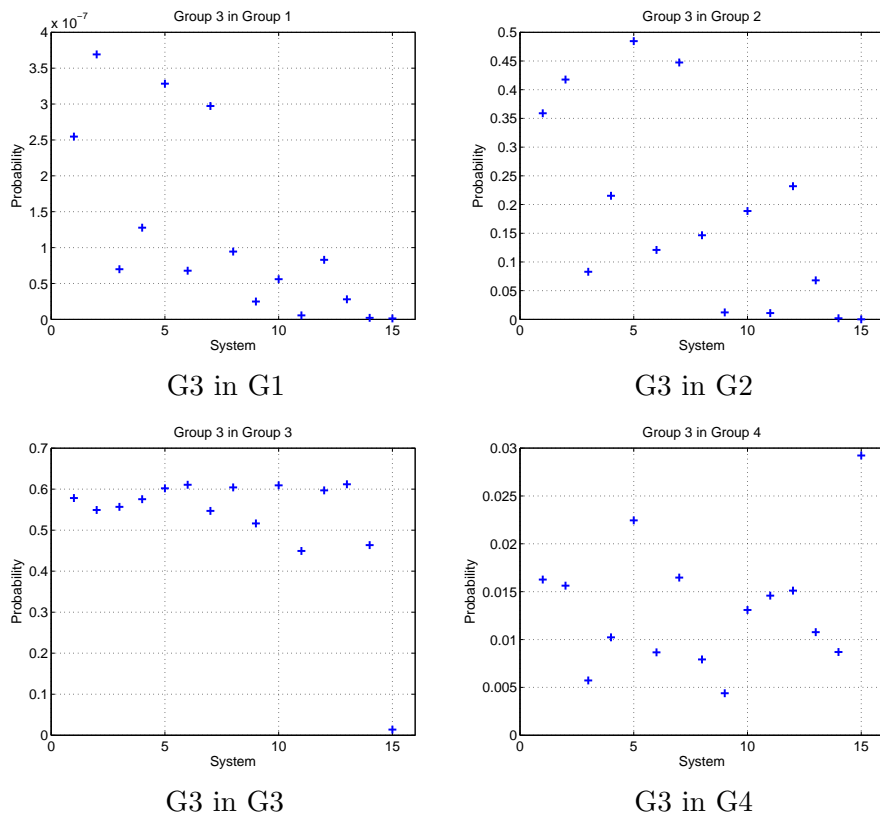 Group 3 in Group 1
4 x 10⁻⁷
3.5
3
2.5
2
1.5
1
0.5
0
Probability
0 5 10 15
System
G3 in G1
Group 3 in Group 2
0.5
0.45
0.4
0.35
0.3
0.25
0.2
0.15
0.1
0.05
0
Probability
0 5 10 15
System
G3 in G2
Group 3 in Group 3
0.7
0.6
0.5
0.4
0.3
0.2
0.1
0
Probability
0 5 10 15
System
G3 in G3
Group 3 in Group 4
0.03
0.025
0.02
0.015
0.01
0.005
0
Probability
0 5 10 15
System
G3 in G4